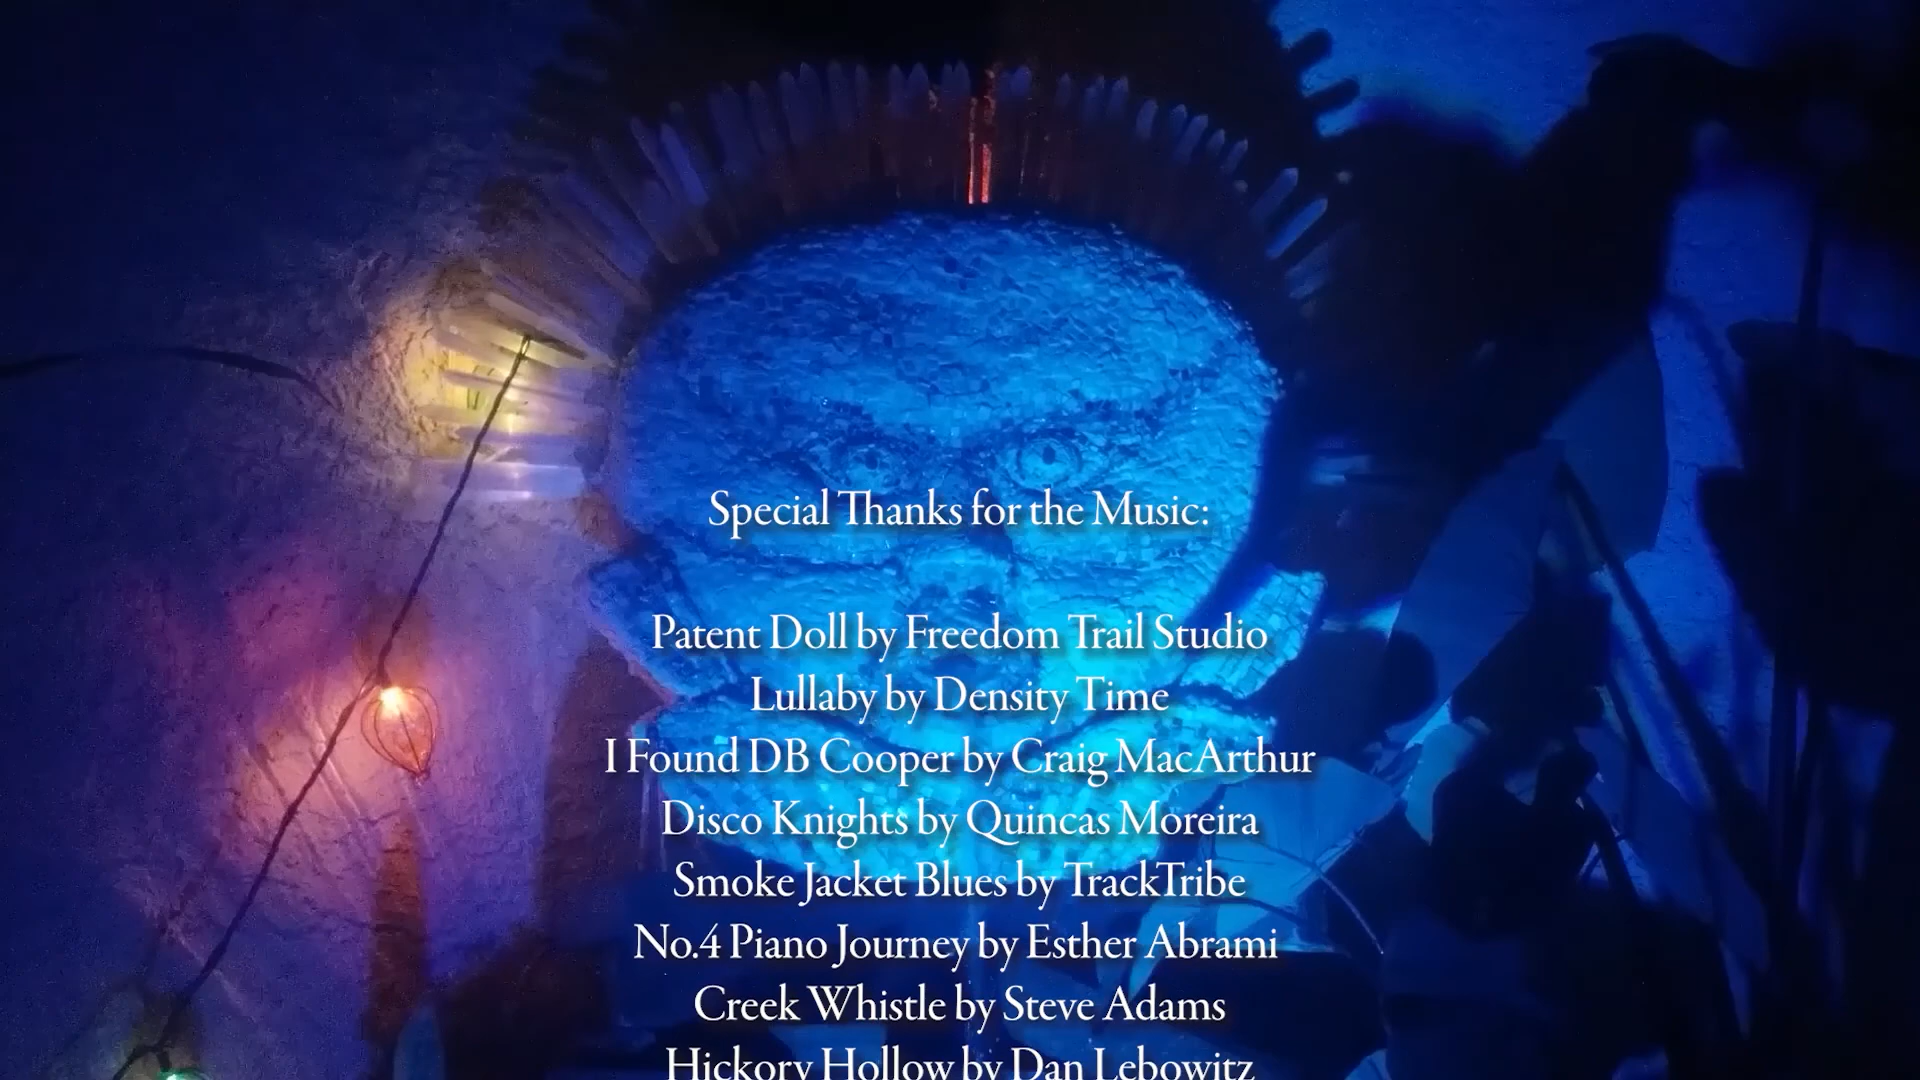 Special Thanks for the Music:
Patent Doll by Freedom Trail Studio
Lullaby by Density Time
I Found DB Cooper by Craig MacArthur
Disco Knights by Quincas Moreira
Smoke Jacket Blues by TrackTribe
No.4 Piano Journey by Esther Abrami
Creek Whistle by Steve Adams
Hickory Hollow by Dan Lebowitz